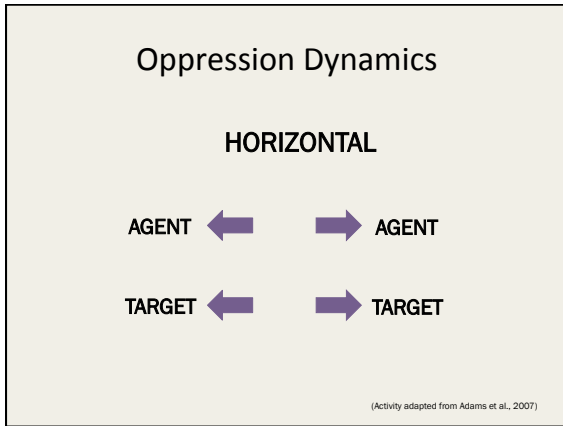 Oppression Dynamics
HORIZONTAL
AGENT AGENT
TARGET TARGET
(Activity adapted from Adams et al., 2007)